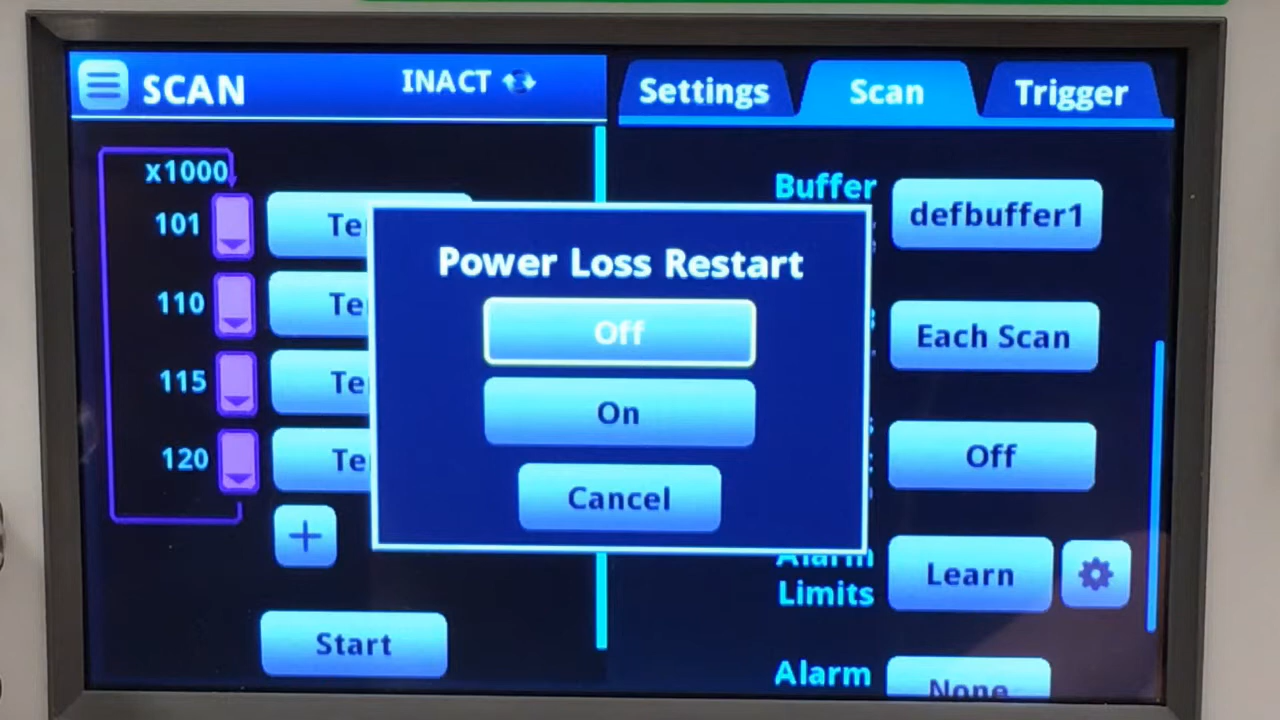 SCAN
INACT
Settings
Scan
Trigger
x1000
101
Te
110
Te
115
Te
120
Te
Start
Power Loss Restart
Off
On
Cancel
Buffer
defbuffer1
Each Scan
Off
Alarm
Limits
Learn
Alarm
None